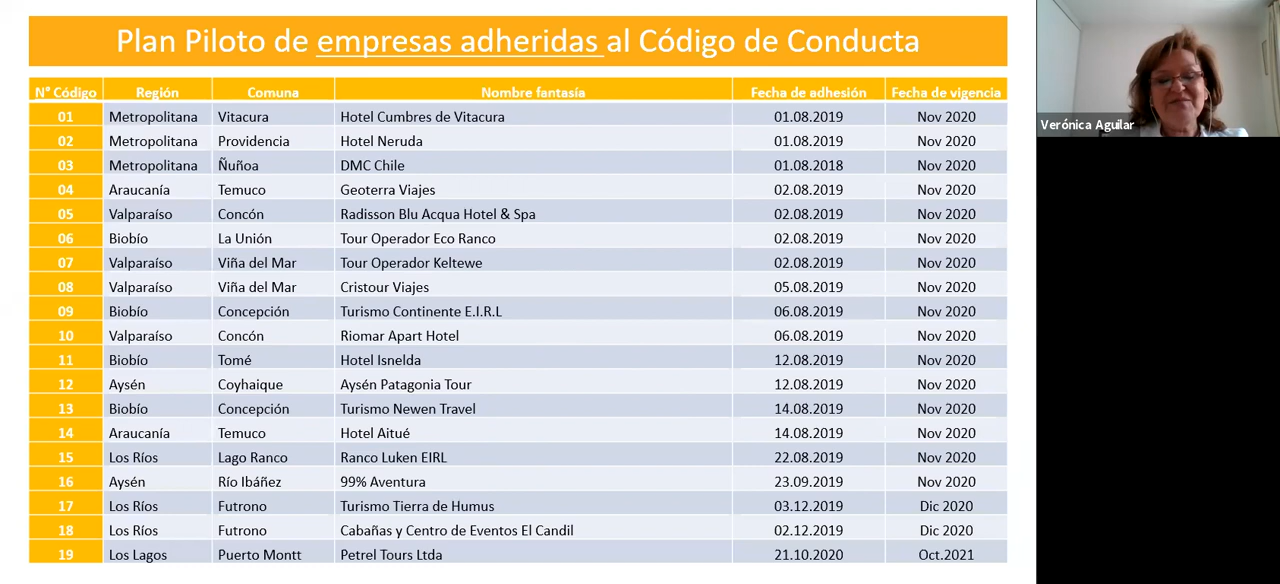 Plan Piloto de empresas adheridas al Código de Conducta
N° Código Región Comuna Nombre fantasía Fecha de adhesión Fecha de vigencia
01 Metropolitana Vitacura Hotel Cumbres de Vitacura 01.08.2019 Nov 2020
02 Metropolitana Providencia Hotel Neruda 01.08.2019 Nov 2020
03 Metropolitana Ñuñoa DMC Chile 01.08.2018 Nov 2020
04 Araucanía Temuco Geoterra Viajes 02.08.2019 Nov 2020
05 Valparaíso Concón Radisson Blu Acqua Hotel & Spa 02.08.2019 Nov 2020
06 Biobío La Unión Tour Operador Eco Ranco 02.08.2019 Nov 2020
07 Valparaíso Viña del Mar Tour Operador Keltewe 02.08.2019 Nov 2020
08 Valparaíso Viña del Mar Cristour Viajes 05.08.2019 Nov 2020
09 Biobío Concepción Turismo Continente E.I.R.L 06.08.2019 Nov 2020
10 Valparaíso Concón Riomar Apart Hotel 06.08.2019 Nov 2020
11 Biobío Tomé Hotel Isnelda 12.08.2019 Nov 2020
12 Aysén Coyhaique Aysén Patagonia Tour 12.08.2019 Nov 2020
13 Biobío Concepción Turismo Newen Travel 14.08.2019 Nov 2020
14 Araucanía Temuco Hotel Aitué 14.08.2019 Nov 2020
15 Los Ríos Lago Ranco Ranco Luken EIRL 22.08.2019 Nov 2020
16 Aysén Río Ibáñez 99% Aventura 23.09.2019 Nov 2020
17 Los Ríos Futrono Turismo Tierra de Humus 03.12.2019 Dic 2020
18 Los Ríos Futrono Cabañas y Centro de Eventos El Candil 02.12.2019 Dic 2020
19 Los Lagos Puerto Montt Petrel Tours Ltda 21.10.2020 Oct.2021
Verónica Aguilar